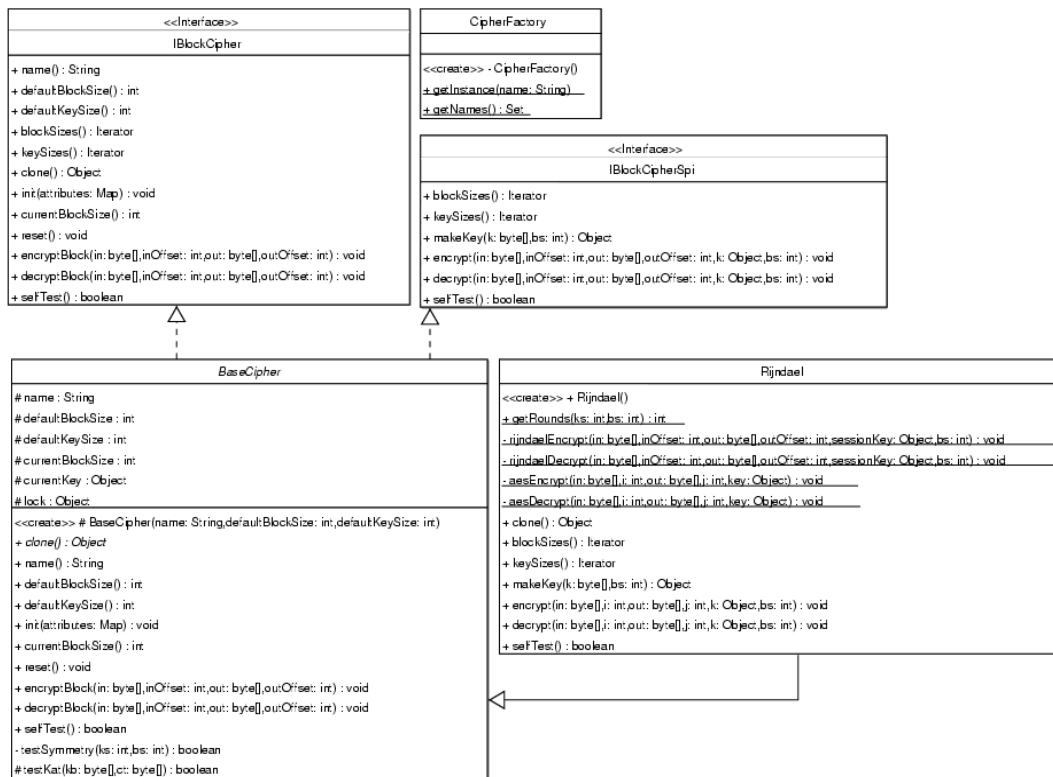 <<Interface>>
IBlockCipher
+ name() : String
+ defaultBlockSize() : int
+ defaultKeySize() : int
+ blockSizes() : Iterator
+ keySizes() : Iterator
+ clone() : Object
+ init(attributes: Map) : void
+ currentBlockSize() : int
+ reset() : void
+ encryptBlock(in: byte[],inOffset: int,out: byte[],outOffset: int) : void
+ decryptBlock(in: byte[],inOffset: int,out: byte[],outOffset: int) : void
+ selfTest() : boolean
CipherFactory
<<create>> - CipherFactory()
+ getInstance(name: String)
+ getNames() : Set
<<Interface>>
IBlockCipherSpi
+ blockSizes() : Iterator
+ keySizes() : Iterator
+ makeKey(k: byte[],bs: int) : Object
+ encrypt(in: byte[],inOffset: int,out: byte[],outOffset: int,k: Object,bs: int) : void
+ decrypt(in: byte[],inOffset: int,out: byte[],outOffset: int,k: Object,bs: int) : void
+ selfTest() : boolean
BaseCipher
# name : String
# defaultBlockSize : int
# defaultKeySize : int
# currentBlockSize : int
# currentKey : Object
# lock : Object
<<create>> # BaseCipher(name: String,defaultBlockSize: int,defaultKeySize: int)
+ clone() : Object
+ name() : String
+ defaultBlockSize() : int
+ defaultKeySize() : int
+ init(attributes: Map) : void
+ currentBlockSize() : int
+ reset() : void
+ encryptBlock(in: byte[],inOffset: int,out: byte[],outOffset: int) : void
+ decryptBlock(in: byte[],inOffset: int,out: byte[],outOffset: int) : void
+ selfTest() : boolean
- testSymmetry(ks: int,bs: int) : boolean
# testKat(kb: byte[],ct: byte[]) : boolean
Rijndael
<<create>> + Rijndael()
+ getRounds(ks: int,bs: int) : int
- rijndaelEncrypt(in: byte[],inOffset: int,out: byte[],outOffset: int,sessionKey: Object,bs: int) : void
- rijndaelDecrypt(in: byte[],inOffset: int,out: byte[],outOffset: int,sessionKey: Object,bs: int) : void
- aesEncrypt(in: byte[],i: int,out: byte[],j: int,key: Object) : void
- aesDecrypt(in: byte[],i: int,out: byte[],j: int,key: Object) : void
+ clone() : Object
+ blockSizes() : Iterator
+ keySizes() : Iterator
+ makeKey(k: byte[],bs: int) : Object
+ encrypt(in: byte[],i: int,out: byte[],j: int,k: Object,bs: int) : void
+ decrypt(in: byte[],i: int,out: byte[],j: int,k: Object,bs: int) : void
+ selfTest() : boolean